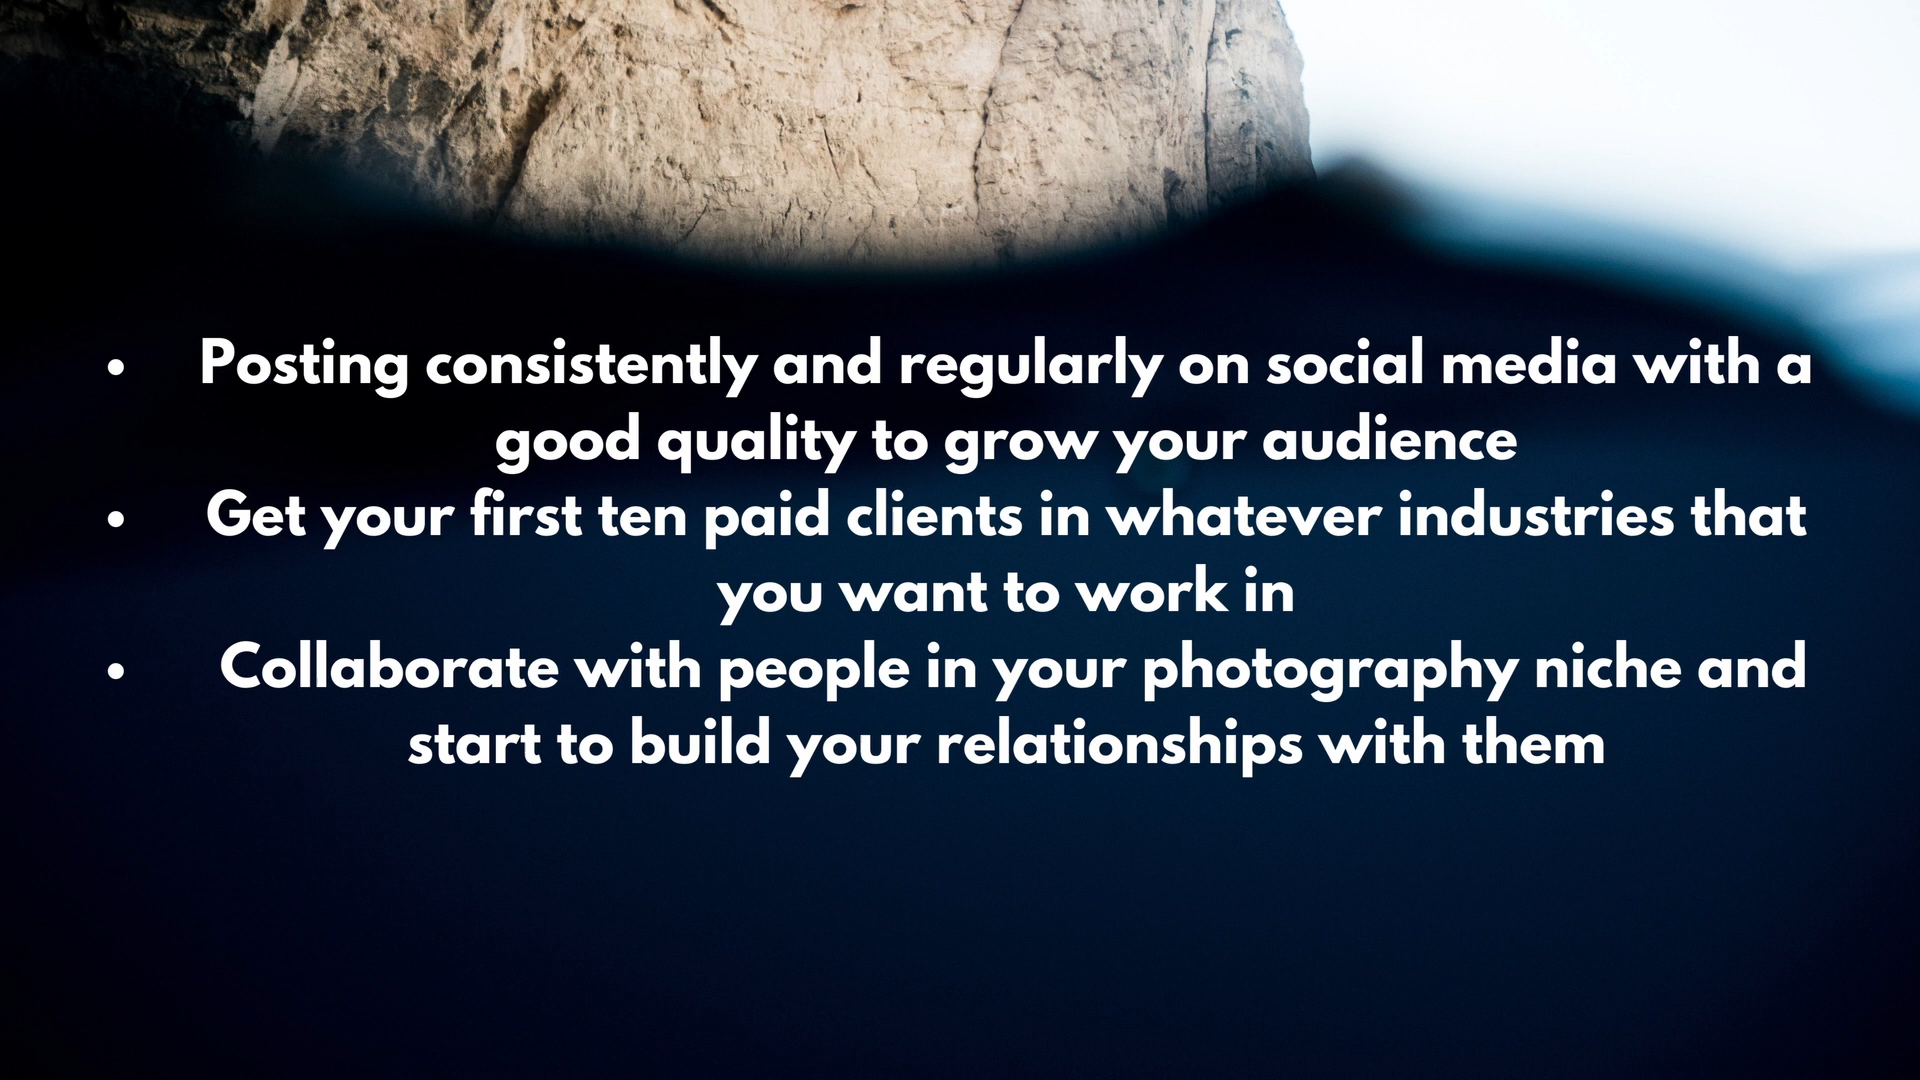 • Posting consistently and regularly on social media with a
good quality to grow your audience
• Get your first ten paid clients in whatever industries that
you want to work in
• Collaborate with people in your photography niche and
start to build your relationships with them